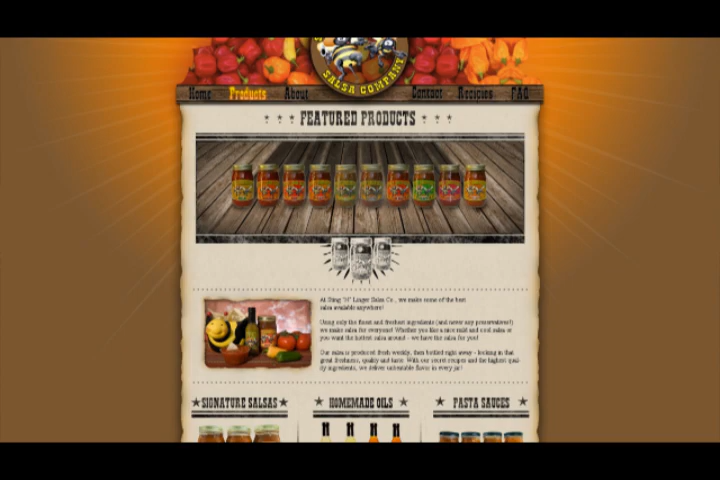 SALSA COMPANY
Home Products About Contact Recipes FAQ
FEATURED PRODUCTS
At Sting "N" Linger Salsa Co., we make some of the best
salsa available anywhere!
Using only the finest and freshest ingredients (and never any preservatives!)
we make salsa for everyone! Whether you like a nice mild and cool salsa or
you want the hottest salsa around - we have the salsa for you!
Our salsa is produced fresh weekly, then bottled right away - locking in that
great freshness, quality and taste. With our secret recipes and the highest qual-
ity ingredients, we deliver unbeatable flavor in every jar!
SIGNATURE SALSAS HOMEMADE OILS PASTA SAUCES